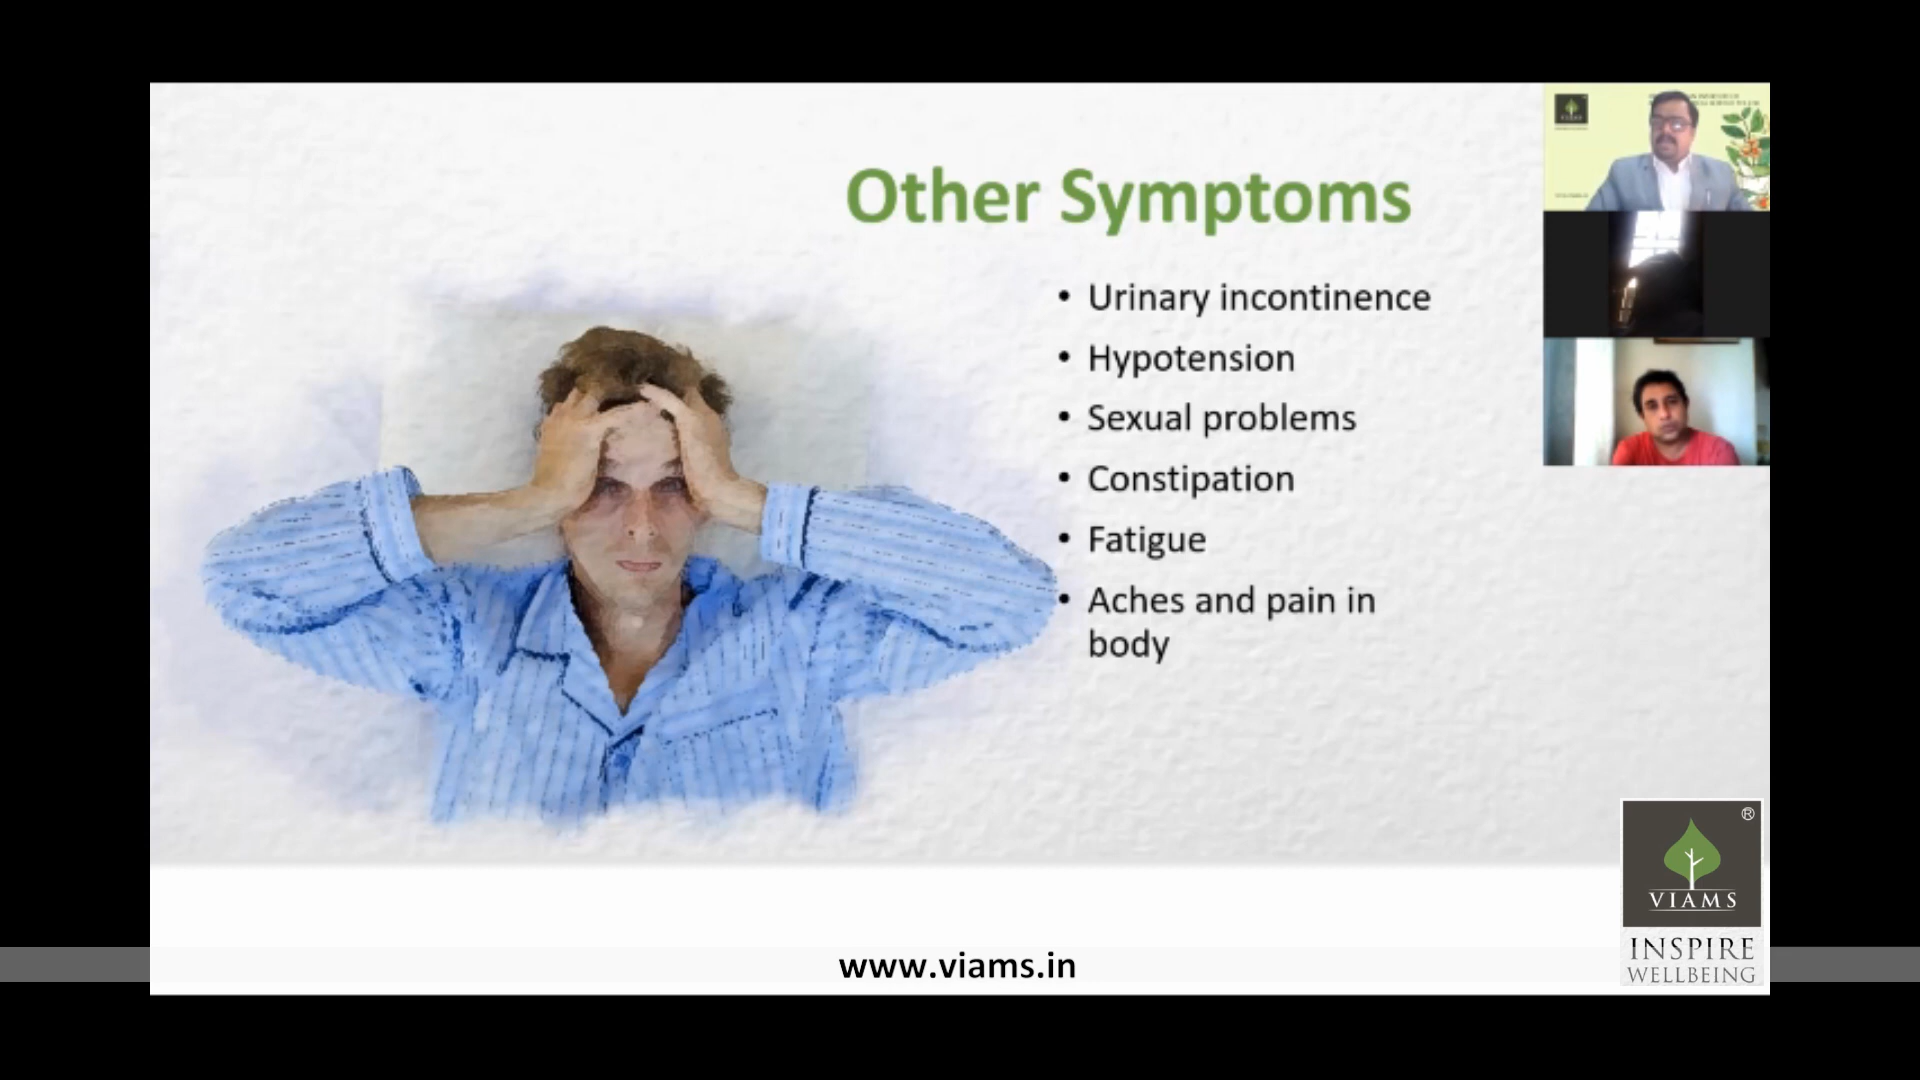 Other Symptoms
• Urinary incontinence
• Hypotension
• Sexual problems
• Constipation
• Fatigue
• Aches and pain in
body
VIAMS
®
VIAMS
INSPIRE
WELLBEING
www.viams.in